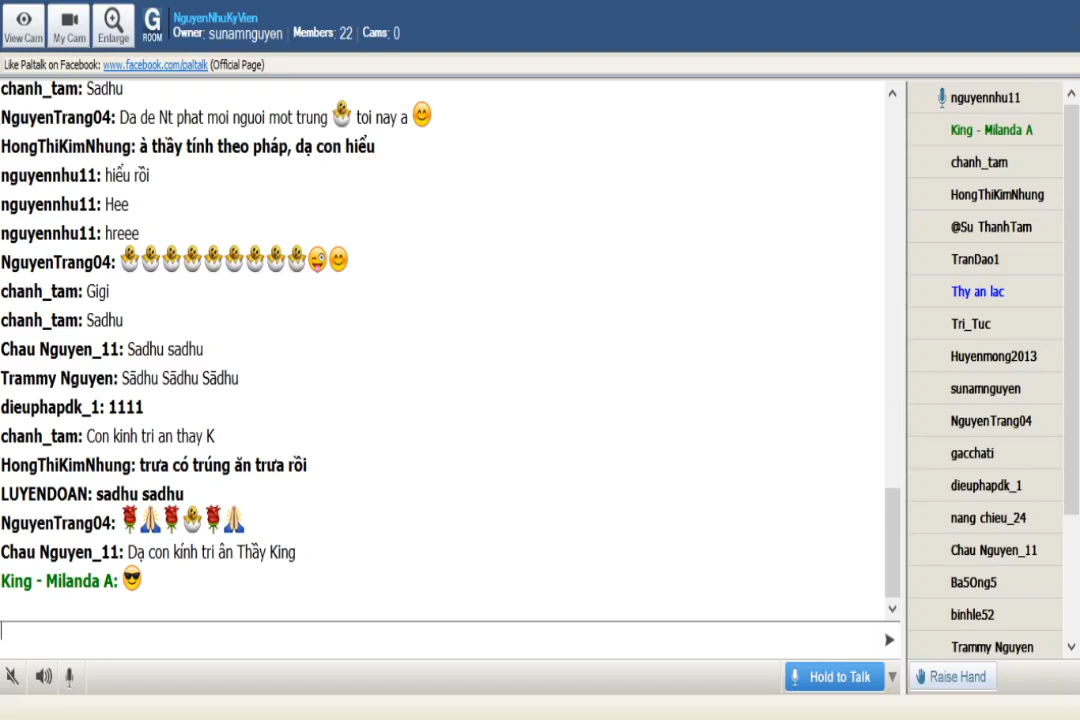 View Cam
My Cam
Enlarge
G
ROOM
NguyenNhuKyVien
Owner: sunamnguyen | Members: 22 | Cams: 0
Like Paltalk on Facebook: www.facebook.com/paltalk (Official Page)
chanh_tam: Sadhu
NguyenTrang04: Da de Nt phat moi nguoi mot trung 🐣 toi nay a 😊
HongThiKimNhung: à thầy tính theo pháp, dạ con hiểu
nguyennhu11: hiểu rồi
nguyennhu11: Hee
nguyennhu11: hreee
NguyenTrang04: 🐣🐣🐣🐣🐣🐣🐣🐣🐣😜😊
chanh_tam: Gigi
chanh_tam: Sadhu
Chau Nguyen_11: Sadhu sadhu
Trammy Nguyen: Sādhu Sādhu Sādhu
dieuphapdk_1: 1111
chanh_tam: Con kinh tri an thay K
HongThiKimNhung: trưa có trúng ăn trưa rồi
LUYENDOAN: sadhu sadhu
NguyenTrang04: 🌹🙏🌹🐣🌹🙏
Chau Nguyen_11: Dạ con kính tri ân Thầy King
King - Milanda A: 😎
Hold to Talk
nguyennhu11
King - Milanda A
chanh_tam
HongThiKimNhung
@Su ThanhTam
TranDao1
Thy an lac
Tri_Tuc
Huyenmong2013
sunamnguyen
NguyenTrang04
gacchati
dieuphapdk_1
nang chieu_24
Chau Nguyen_11
Ba5Ong5
binhle52
Trammy Nguyen
Raise Hand